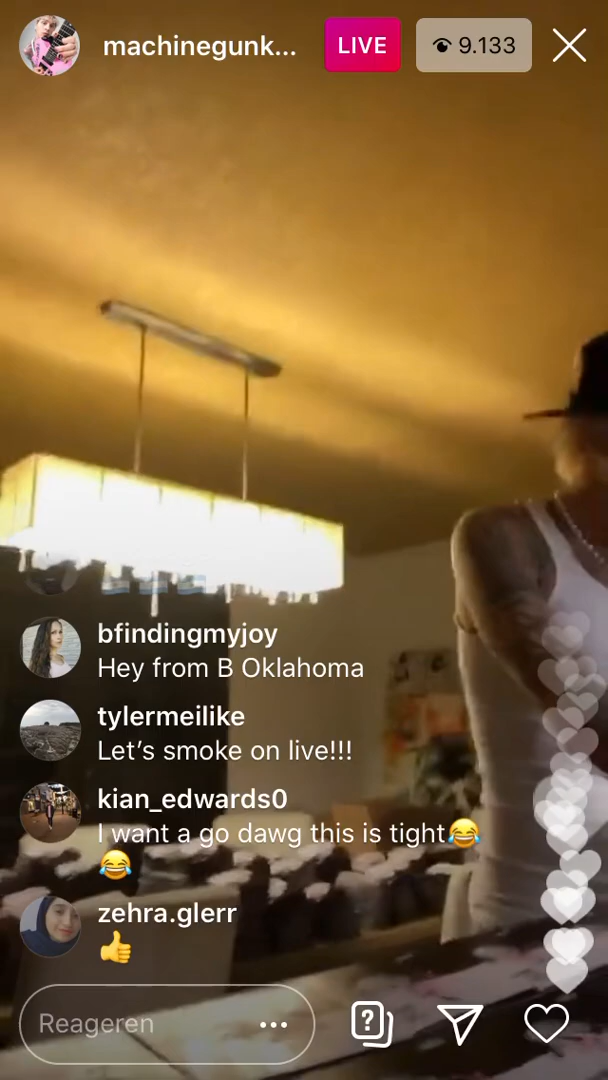 machinegunk...
LIVE
9.133
bfindingmyjoy
Hey from B Oklahoma
tylermeilike
Let’s smoke on live!!!
kian_edwards0
I want a go dawg this is tight😂
😂
zehra.glerr
👍
Reageren